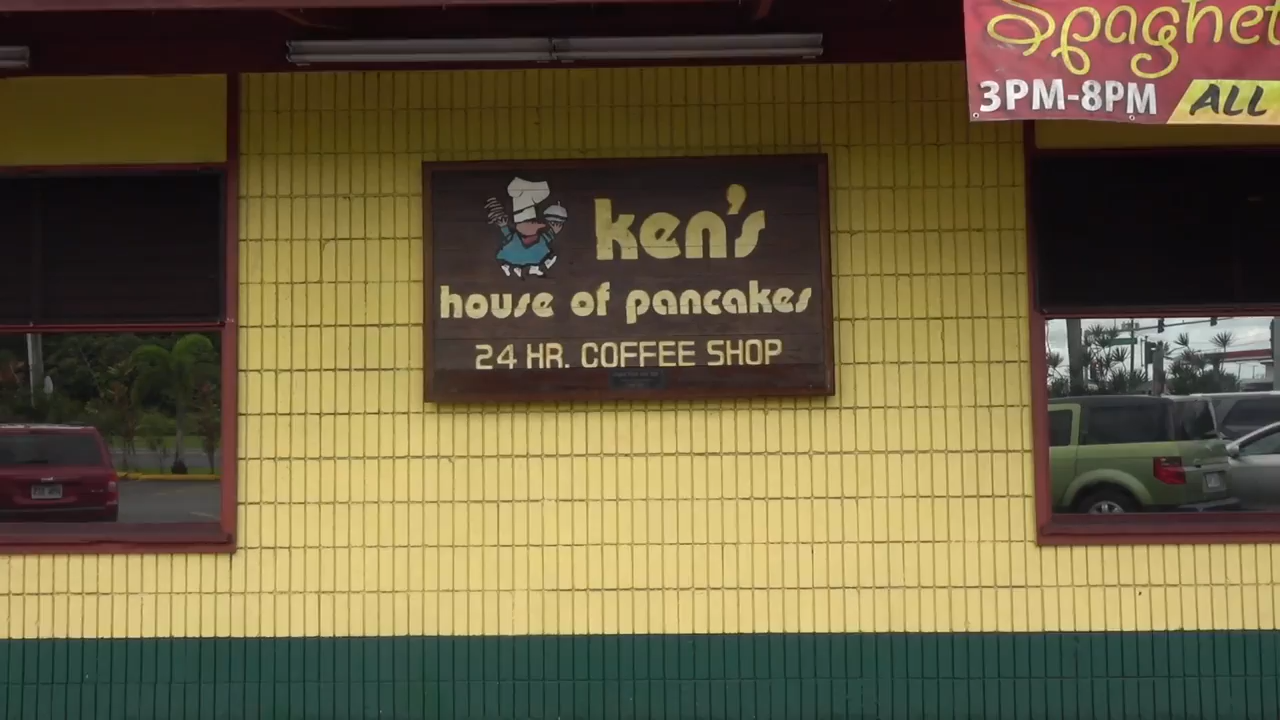 Spaghet
3PM-8PM ALL
ken's
house of pancakes
24 HR. COFFEE SHOP